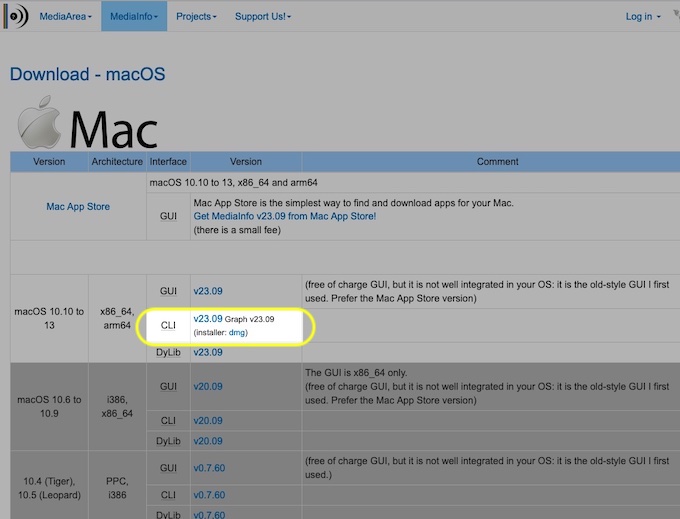 MediaArea MediaInfo Projects Support Us! Log in
Download - macOS
Mac
Version Architecture Interface Version Comment
Mac App Store
macOS 10.10 to 13, x86_64 and arm64
GUI
Mac App Store is the simplest way to find and download apps for your Mac.
Get MediaInfo v23.09 from Mac App Store!
(there is a small fee)
macOS 10.10 to
13
x86_64,
arm64
GUI v23.09
(free of charge GUI, but it is not well integrated in your OS: it is the old-style GUI I first
used. Prefer the Mac App Store version)
CLI
v23.09 Graph v23.09
(installer: dmg)
DyLib v23.09
macOS 10.6 to
10.9
i386,
x86_64
GUI v20.09
The GUI is x86_64 only.
(free of charge GUI, but it is not well integrated in your OS: it is the old-style GUI I first
used. Prefer the Mac App Store version)
CLI v20.09
DyLib v20.09
10.4 (Tiger),
10.5 (Leopard)
PPC,
i386
GUI v0.7.60
(free of charge GUI, but it is not well integrated in your OS: it is the old-style GUI I first
used.)
CLI v0.7.60
DyLib v0.7.60